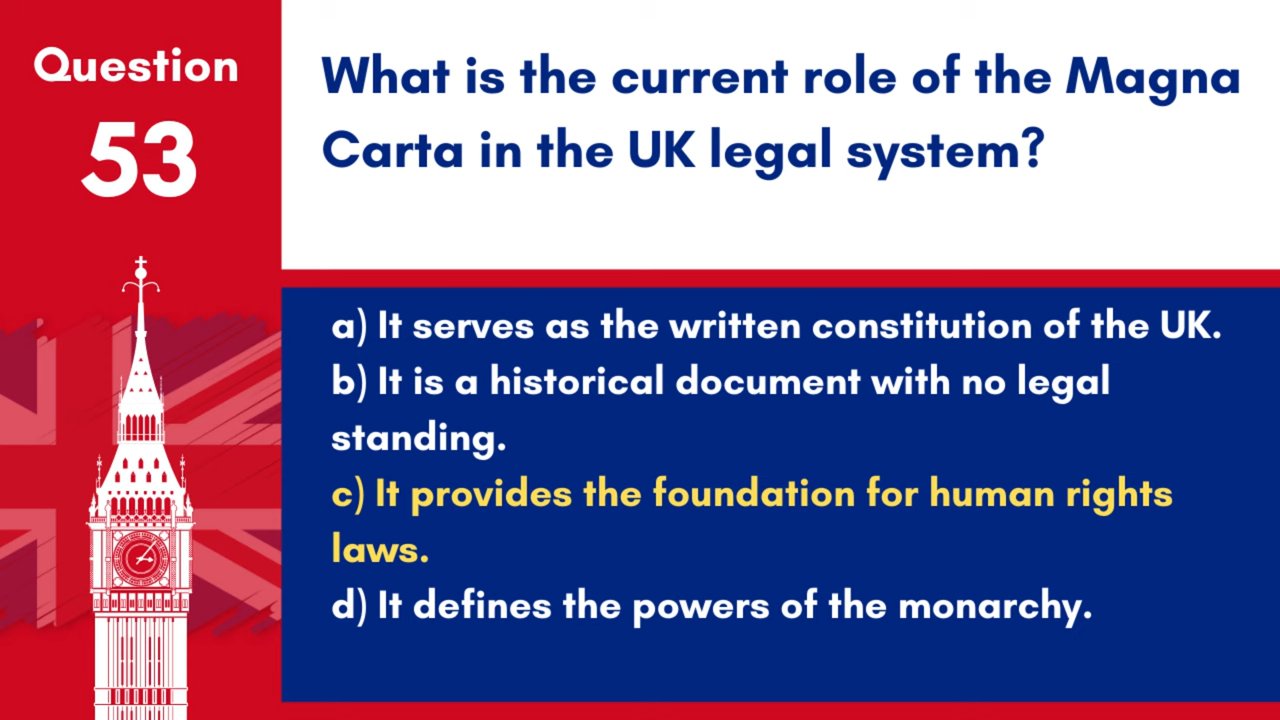 Question
53
What is the current role of the Magna
Carta in the UK legal system?
a) It serves as the written constitution of the UK.
b) It is a historical document with no legal
standing.
c) It provides the foundation for human rights
laws.
d) It defines the powers of the monarchy.